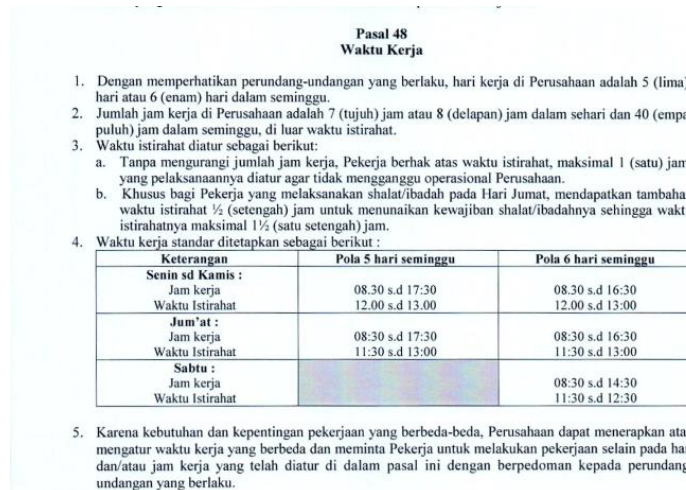 Pasal 48
Waktu Kerja
1. Dengan memperhatikan perundang-undangan yang berlaku, hari kerja di Perusahaan adalah 5 (lima)
hari atau 6 (enam) hari dalam seminggu.
2. Jumlah jam kerja di Perusahaan adalah 7 (tujuh) jam atau 8 (delapan) jam dalam sehari dan 40 (empa
puluh) jam dalam seminggu, di luar waktu istirahat.
3. Waktu istirahat diatur sebagai berikut:
a. Tanpa mengurangi jumlah jam kerja, Pekerja berhak atas waktu istirahat, maksimal 1 (satu) jam
yang pelaksanaannya diatur agar tidak mengganggu operasional Perusahaan.
b. Khusus bagi Pekerja yang melaksanakan shalat/ibadah pada Hari Jumat, mendapatkan tambaha
waktu istirahat ½ (setengah) jam untuk menunaikan kewajiban shalat/ibadahnya sehingga wakt
istirahatnya maksimal 1½ (satu setengah) jam.
4. Waktu kerja standar ditetapkan sebagai berikut :
Keterangan Pola 5 hari seminggu Pola 6 hari seminggu
Senin sd Kamis :
Jam kerja 08.30 s.d 17:30 08.30 s.d 16:30
Waktu Istirahat 12.00 s.d 13.00 12.00 s.d 13:00
Jum'at :
Jam kerja 08:30 s.d 17:30 08:30 s.d 16:30
Waktu Istirahat 11:30 s.d 13:00 11:30 s.d 13:00
Sabtu :
Jam kerja 08:30 s.d 14:30
Waktu Istirahat 11:30 s.d 12:30
5. Karena kebutuhan dan kepentingan pekerjaan yang berbeda-beda, Perusahaan dapat menerapkan ata
mengatur waktu kerja yang berbeda dan meminta Pekerja untuk melakukan pekerjaan selain pada ha
dan/atau jam kerja yang telah diatur di dalam pasal ini dengan berpedoman kepada perundang
undangan yang berlaku.